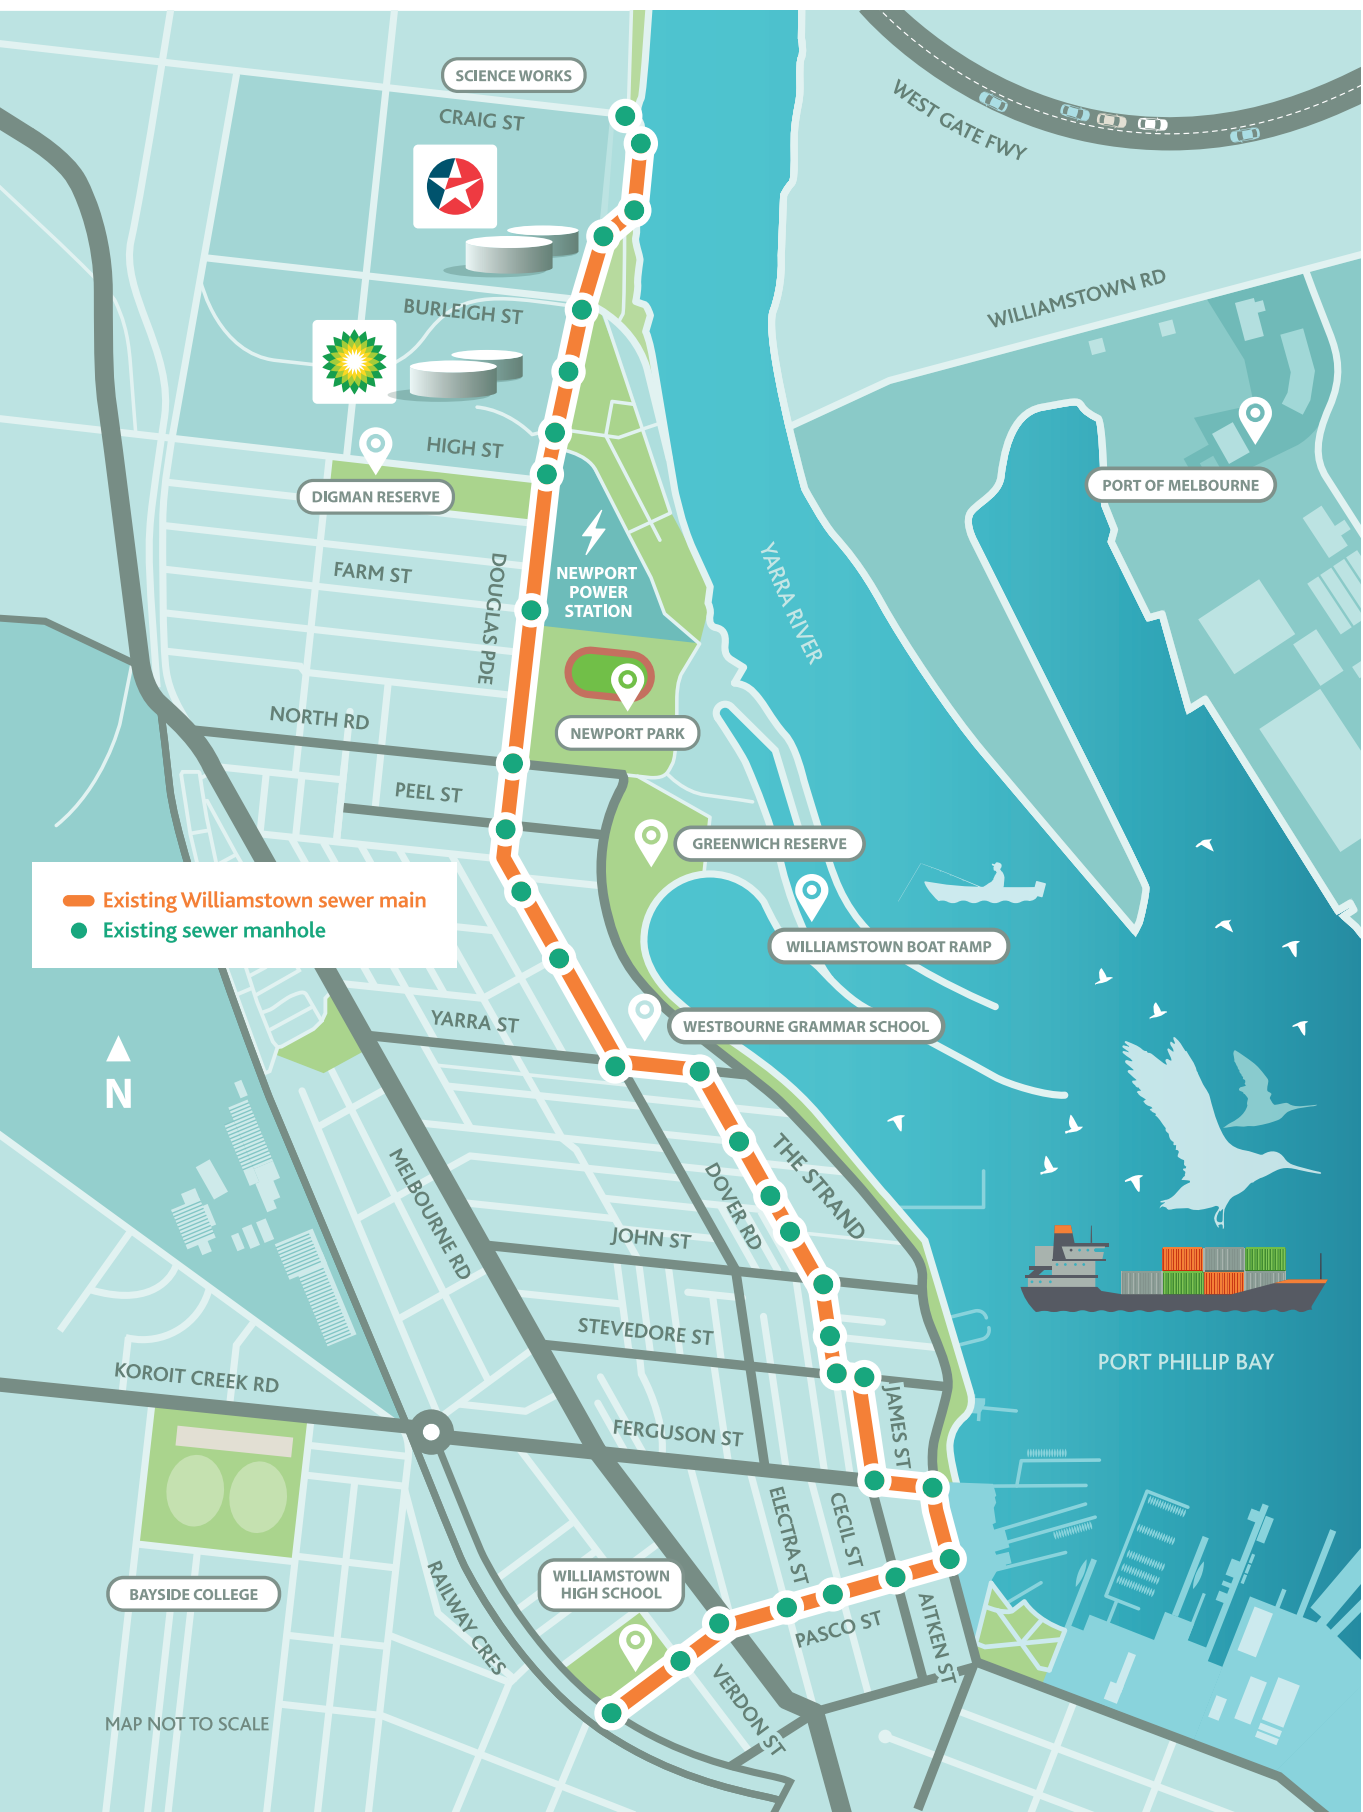 SCIENCE WORKS
CRAIG ST
WEST GATE FWY
BURLEIGH ST
WILLIAMSTOWN RD
HIGH ST
DIGMAN RESERVE
PORT OF MELBOURNE
FARM ST
DOUGLAS PDE
NEWPORT
POWER
STATION
YARRA RIVER
NORTH RD
NEWPORT PARK
PEEL ST
GREENWICH RESERVE
Existing Williamstown sewer main
Existing sewer manhole
WILLIAMSTOWN BOAT RAMP
YARRA ST
WESTBOURNE GRAMMAR SCHOOL
N
MELBOURNE RD
DOVER RD
THE STRAND
JOHN ST
STEVEDORE ST
PORT PHILLIP BAY
KOROIT CREEK RD
JAMES ST
FERGUSON ST
ELECTRA ST
CECIL ST
BAYSIDE COLLEGE
RAILWAY CRES
WILLIAMSTOWN
HIGH SCHOOL
PASCO ST
AITKEN ST
VERDON ST
MAP NOT TO SCALE